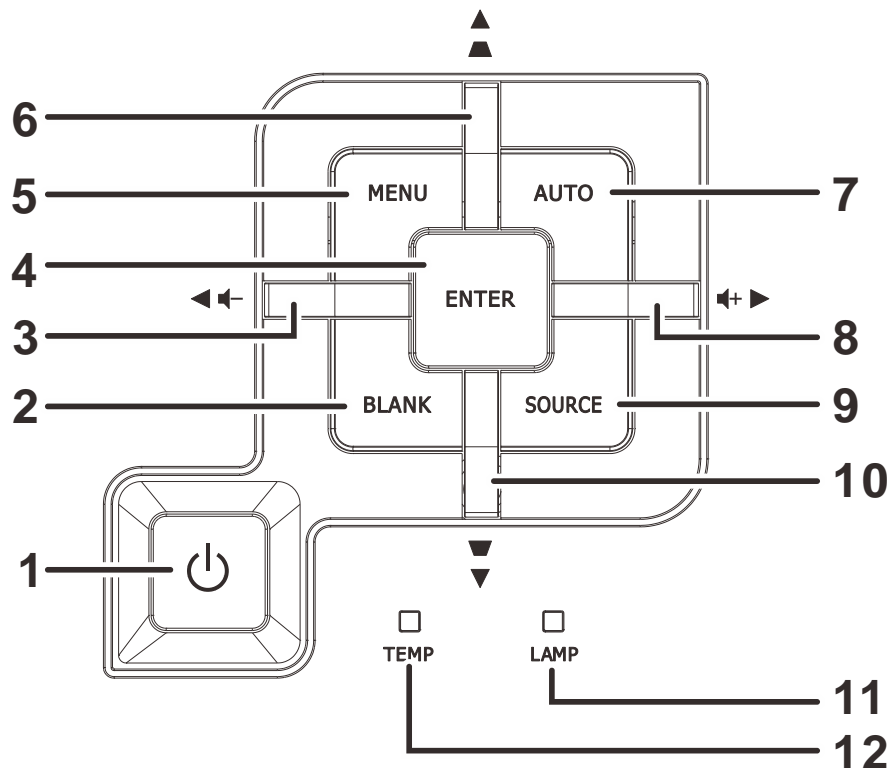 6
5 MENU AUTO 7
4 ENTER
3 - + 8
2 BLANK SOURCE 9
10
1
TEMP LAMP
11
12